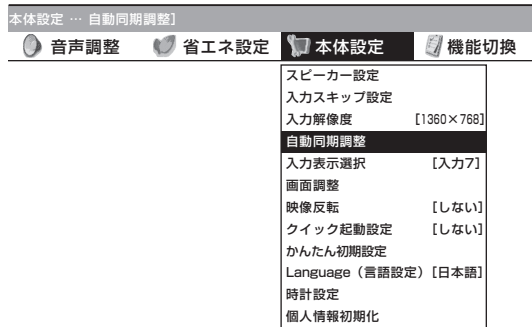 本体設定 … 自動同期調整]
音声調整 省エネ設定 本体設定 機能切換
スピーカー設定
入力スキップ設定
入力解像度 [1360×768]
自動同期調整
入力表示選択 [入力7]
画面調整
映像反転 [しない]
クイック起動設定 [しない]
かんたん初期設定
Language（言語設定） [日本語]
時計設定
個人情報初期化